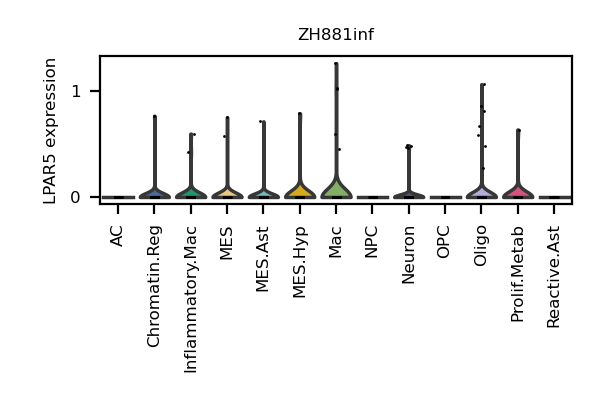 ZH881inf
LPAR5 expression
1
0
AC
Chromatin.Reg
Inflammatory.Mac
MES
MES.Ast
MES.Hyp
Mac
NPC
Neuron
OPC
Oligo
Prolif.Metab
Reactive.Ast